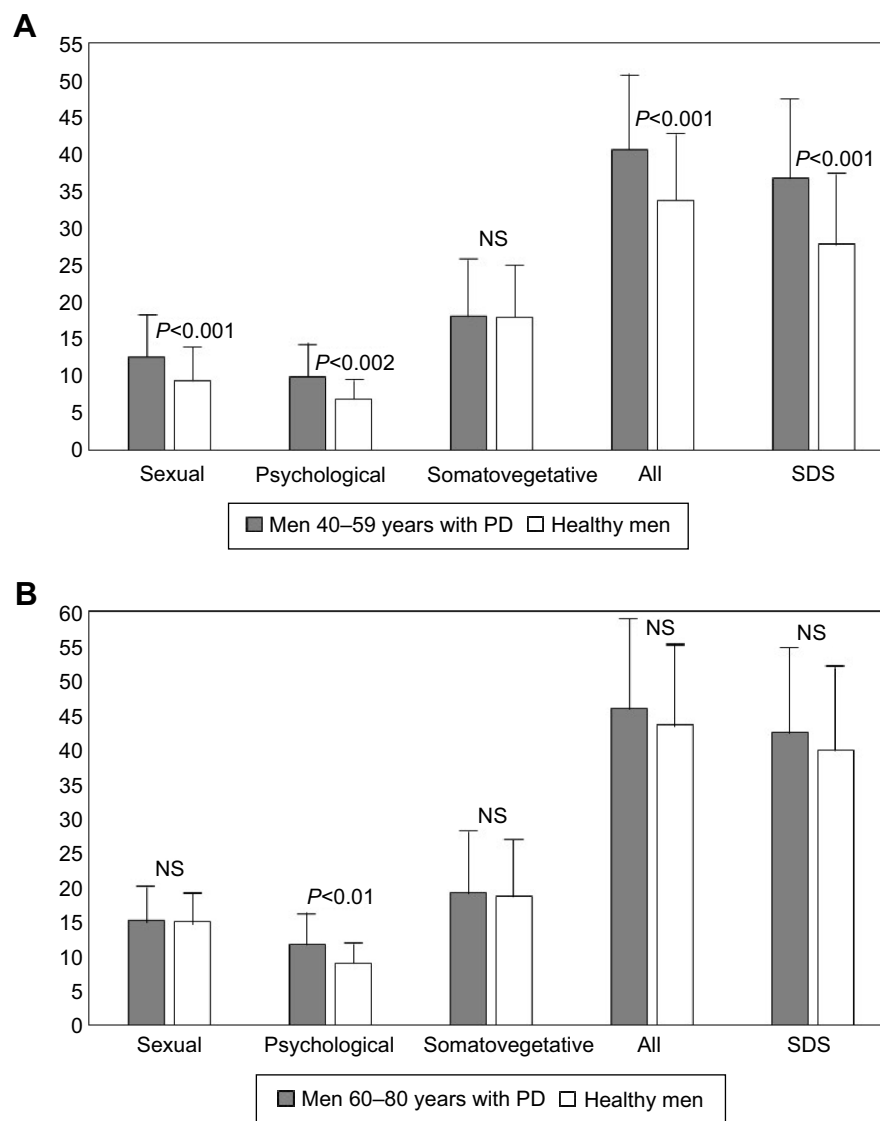 A
55
50
45
40
35
30
25
20
15
10
5
0
P<0.001
P<0.002
NS
P<0.001
P<0.001
Sexual Psychological Somatovegetative All SDS
Men 40–59 years with PD Healthy men
B
60
55
50
45
40
35
30
25
20
15
10
5
0
NS
P<0.01
NS
NS
NS
Sexual Psychological Somatovegetative All SDS
Men 60–80 years with PD Healthy men